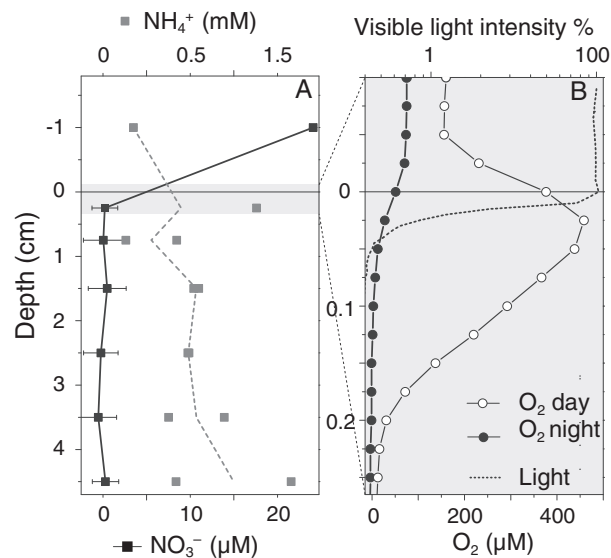 NH₄⁺ (mM)
Visible light intensity %
0 0.5 1.5
1 100
A
B
-1
0
1
2
3
4
Depth (cm)
0
0.1
0.2
O₂ day
O₂ night
Light
0 10 20
0 200 400
NO₃⁻ (µM)
O₂ (µM)